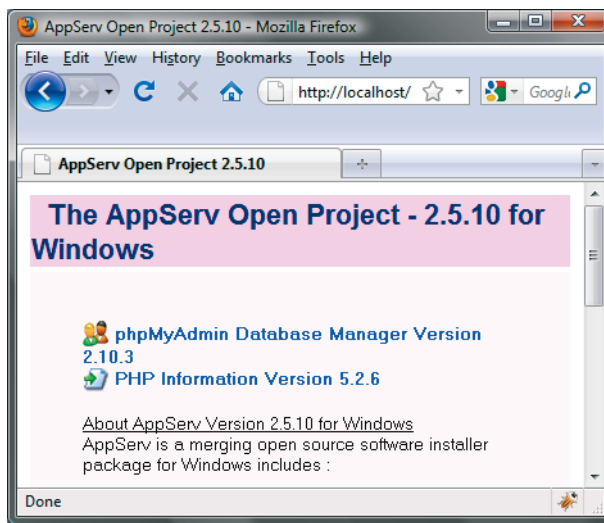 AppServ Open Project 2.5.10 - Mozilla Firefox
File Edit View History Bookmarks Tools Help
http://localhost/
AppServ Open Project 2.5.10
The AppServ Open Project - 2.5.10 for
Windows
phpMyAdmin Database Manager Version
2.10.3
PHP Information Version 5.2.6
About AppServ Version 2.5.10 for Windows
AppServ is a merging open source software installer
package for Windows includes :
Done